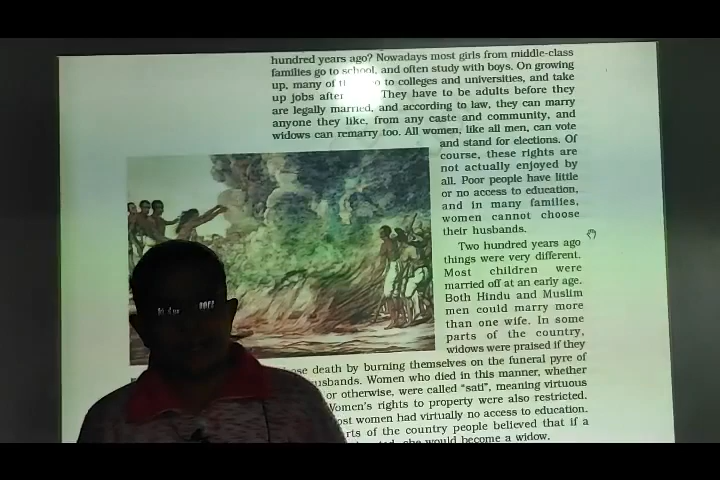 hundred years ago? Nowadays most girls from middle-class
families go to school, and often study with boys. On growing
up, many of to colleges and universities, and take
up jobs after They have to be adults before they
are legally married, and according to law, they can marry
anyone they like, from any caste and community, and
widows can remarry too. All women, like all men, can vote
and stand for elections. Of
course, these rights are
not actually enjoyed by
all. Poor people have little
or no access to education,
and in many families,
women cannot choose
their husbands.
Two hundred years ago
things were very different.
Most children were
married off at an early age.
Both Hindu and Muslim
men could marry more
than one wife. In some
parts of the country,
widows were praised if they
death by burning themselves on the funeral pyre of
husbands. Women who died in this manner, whether
or otherwise, were called "sati", meaning virtuous
Women's rights to property were also restricted.
most women had virtually no access to education.
parts of the country people believed that if a
she would become a widow.